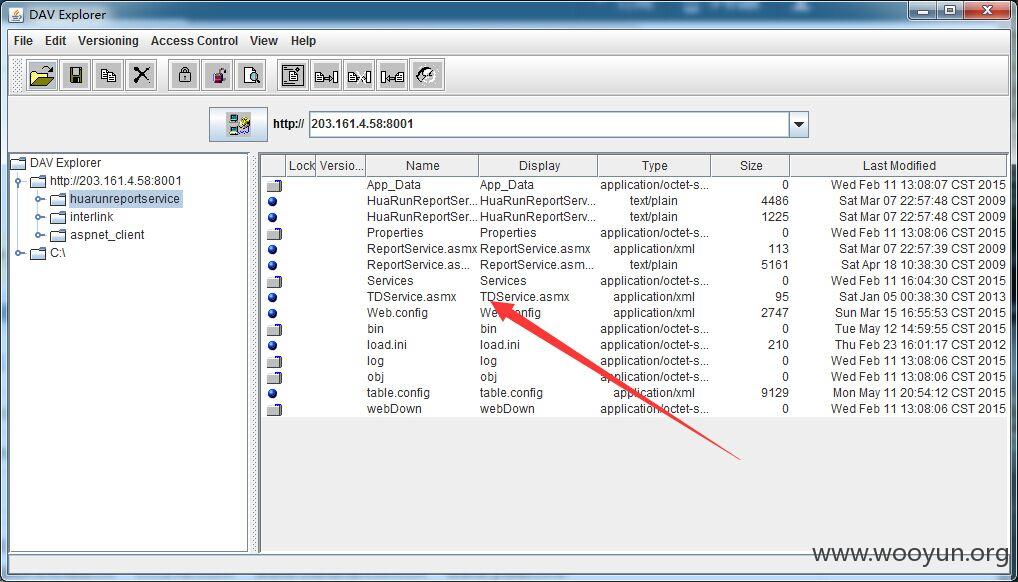 DAV Explorer
File Edit Versioning Access Control View Help
http:// 203.161.4.58:8001
DAV Explorer
http://203.161.4.58:8001
huarunreportservice
interlink
aspnet_client
C:\
Lock Versio... Name Display Type Size Last Modified
App_Data App_Data application/octet-s... 0 Wed Feb 11 13:08:07 CST 2015
HuaRunReportSer... HuaRunReportServ... text/plain 4486 Sat Mar 07 22:57:48 CST 2009
HuaRunReportSer... HuaRunReportServ... text/plain 1225 Sat Mar 07 22:57:48 CST 2009
Properties Properties application/octet-s... 0 Wed Feb 11 13:08:06 CST 2015
ReportService.asmx ReportService.asmx application/xml 113 Sat Mar 07 22:57:39 CST 2009
ReportService.as... ReportService.asm... text/plain 5161 Sat Apr 18 10:38:30 CST 2009
Services Services application/octet-s... 0 Wed Feb 11 16:04:30 CST 2015
TDService.asmx TDService.asmx application/xml 95 Sat Jan 05 00:38:30 CST 2013
Web.config Web.config application/xml 2747 Sun Mar 15 16:55:53 CST 2015
bin bin application/octet-s... 0 Tue May 12 14:59:55 CST 2015
load.ini load.ini application/octet-s... 210 Thu Feb 23 16:01:17 CST 2012
log log application/octet-s... 0 Wed Feb 11 13:08:06 CST 2015
obj obj application/octet-s... 0 Wed Feb 11 13:08:06 CST 2015
table.config table.config application/octet-s... 9129 Mon May 11 20:54:12 CST 2015
webDown webDown application/octet-s... 0 Wed Feb 11 13:08:06 CST 2015
www.wooyun.org